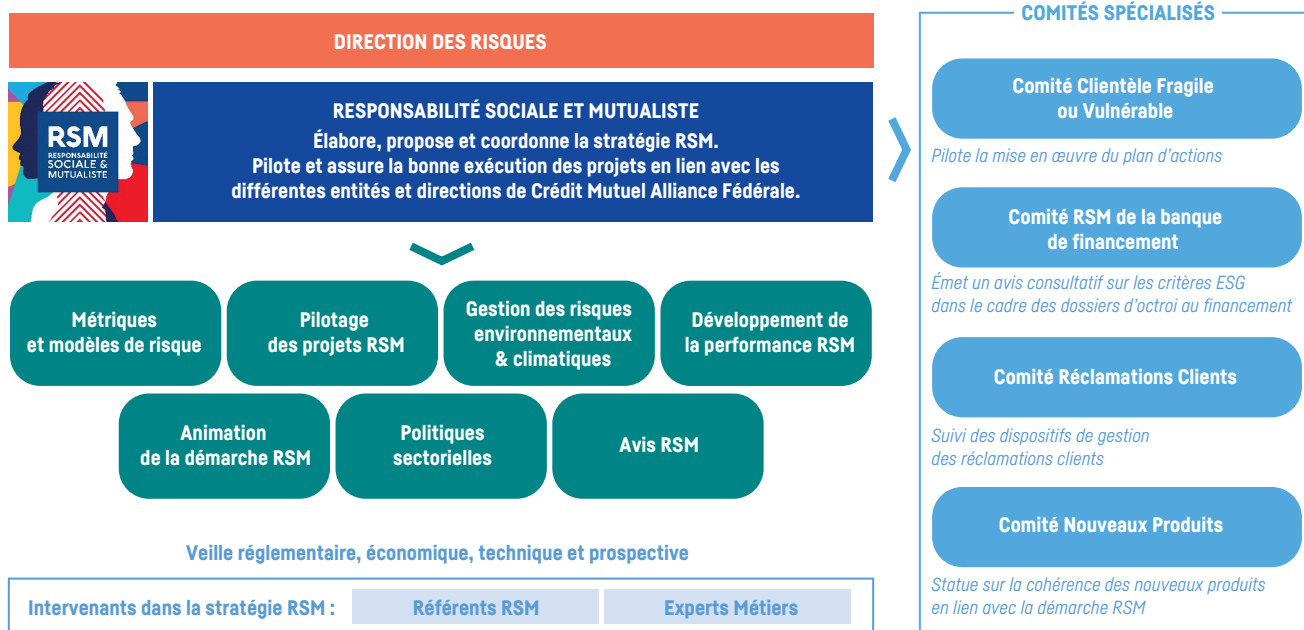 DIRECTION DES RISQUES
RSM
RESPONSABILITÉ
SOCIALE &
MUTUALISTE
RESPONSABILITÉ SOCIALE ET MUTUALISTE
Élabore, propose et coordonne la stratégie RSM.
Pilote et assure la bonne exécution des projets en lien avec les
différentes entités et directions de Crédit Mutuel Alliance Fédérale.
Métriques
et modèles de risque
Pilotage
des projets RSM
Gestion des risques
environnementaux
& climatiques
Développement de
la performance RSM
Animation
de la démarche RSM
Politiques
sectorielles
Avis RSM
Veille réglementaire, économique, technique et prospective
Intervenants dans la stratégie RSM :
Référents RSM
Experts Métiers
COMITÉS SPÉCIALISÉS
Comité Clientèle Fragile
ou Vulnérable
Pilote la mise en œuvre du plan d'actions
Comité RSM de la banque
de financement
Émet un avis consultatif sur les critères ESG
dans le cadre des dossiers d'octroi au financement
Comité Réclamations Clients
Suivi des dispositifs de gestion
des réclamations clients
Comité Nouveaux Produits
Statue sur la cohérence des nouveaux produits
en lien avec la démarche RSM